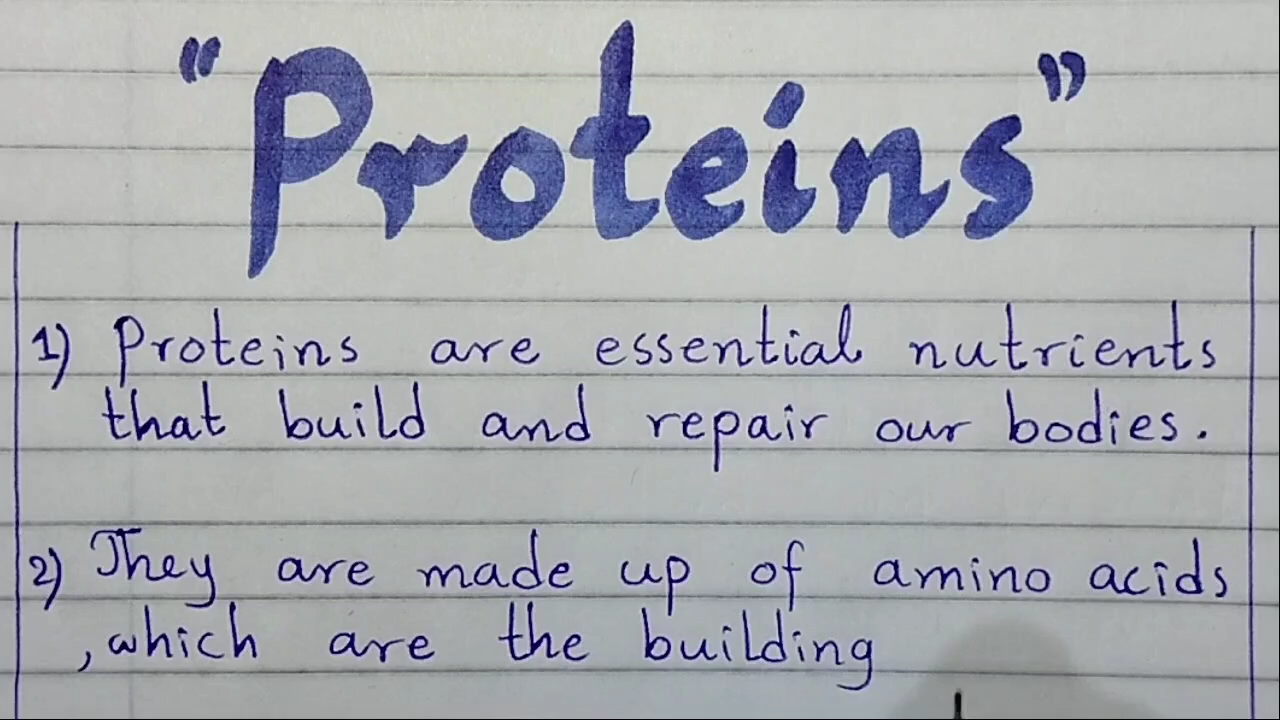 "Proteins"
1) Proteins are essential nutrients
that build and repair our bodies.
2) They are made up of amino acids
, which are the building